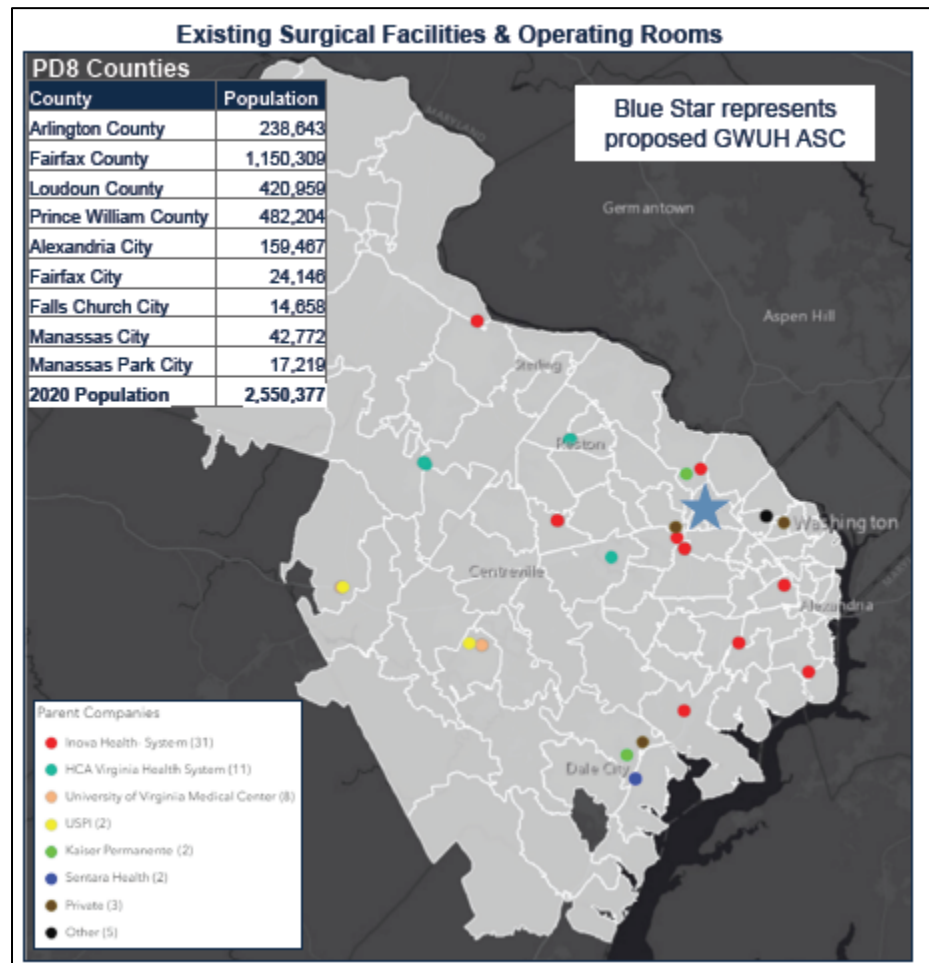 Existing Surgical Facilities & Operating Rooms
PD8 Counties
County Population
Arlington County 238,643
Fairfax County 1,150,309
Loudoun County 420,959
Prince William County 482,204
Alexandria City 159,467
Fairfax City 24,146
Falls Church City 14,658
Manassas City 42,772
Manassas Park City 17,219
2020 Population 2,550,377
Blue Star represents
proposed GWUH ASC
MARYLAND
Germantown
Aspen Hill
Sterling
Reston
Washington
Centreville
Alexandria
Dale City
Parent Companies
Inova Health System (31)
HCA Virginia Health System (11)
University of Virginia Medical Center (8)
USPI (2)
Kaiser Permanente (2)
Sentara Health (2)
Private (3)
Other (5)